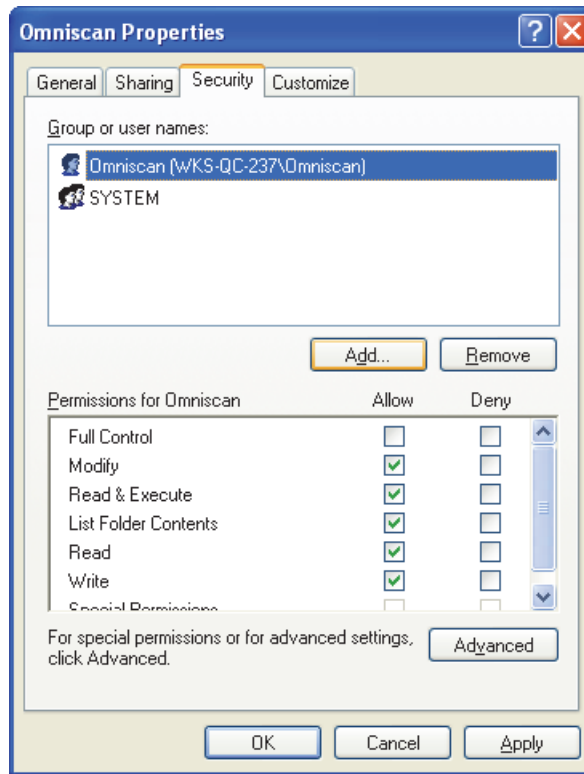 Omniscan Properties
General Sharing Security Customize
Group or user names:
Omniscan (WKS-QC-237\Omniscan)
SYSTEM
Add... Remove
Permissions for Omniscan Allow Deny
Full Control
Modify
Read & Execute
List Folder Contents
Read
Write
Special Permissions
For special permissions or for advanced settings,
click Advanced.
Advanced
OK Cancel Apply